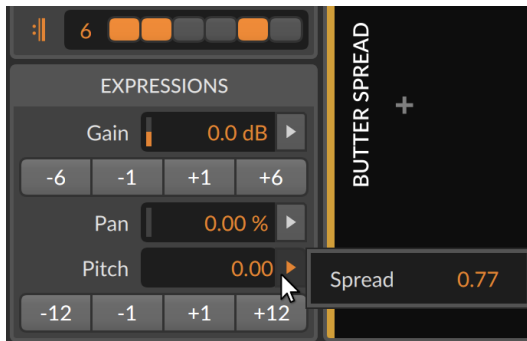 6
EXPRESSIONS
Gain 0.0 dB
-6 -1 +1 +6
Pan 0.00 %
Pitch 0.00
-12 -1 +1 +12
BUTTER SPREAD
+
Spread 0.77